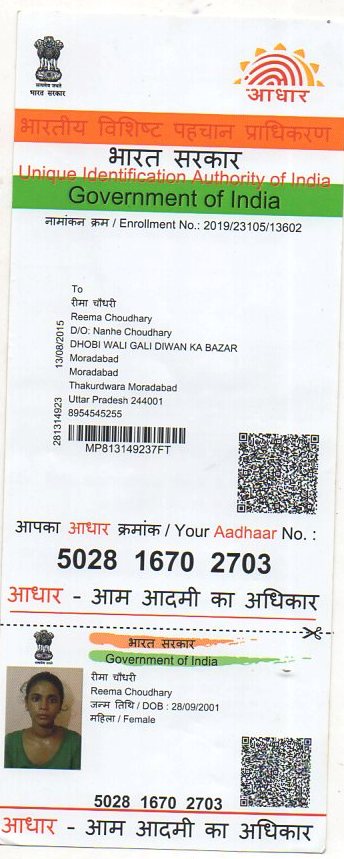 सत्यमेव जयते
भारत सरकार
आधार
भारतीय विशिष्ट पहचान प्राधिकरण
भारत सरकार
Unique Identification Authority of India
Government of India
नामांकन क्रम / Enrollment No.: 2019/23105/13602
To
रीमा चौधरी
Reema Choudhary
D/O: Nanhe Choudhary
DHOBI WALI GALI DIWAN KA BAZAR
Moradabad
Moradabad
Thakurdwara Moradabad
Uttar Pradesh 244001
8954545255
13/08/2015
281314923
MP813149237FT
आपका आधार क्रमांक / Your Aadhaar No. :
5028 1670 2703
आधार - आम आदमी का अधिकार
भारत सरकार
Government of India
रीमा चौधरी
Reema Choudhary
जन्म तिथि / DOB : 28/09/2001
महिला / Female
5028 1670 2703
आधार - आम आदमी का अधिकार